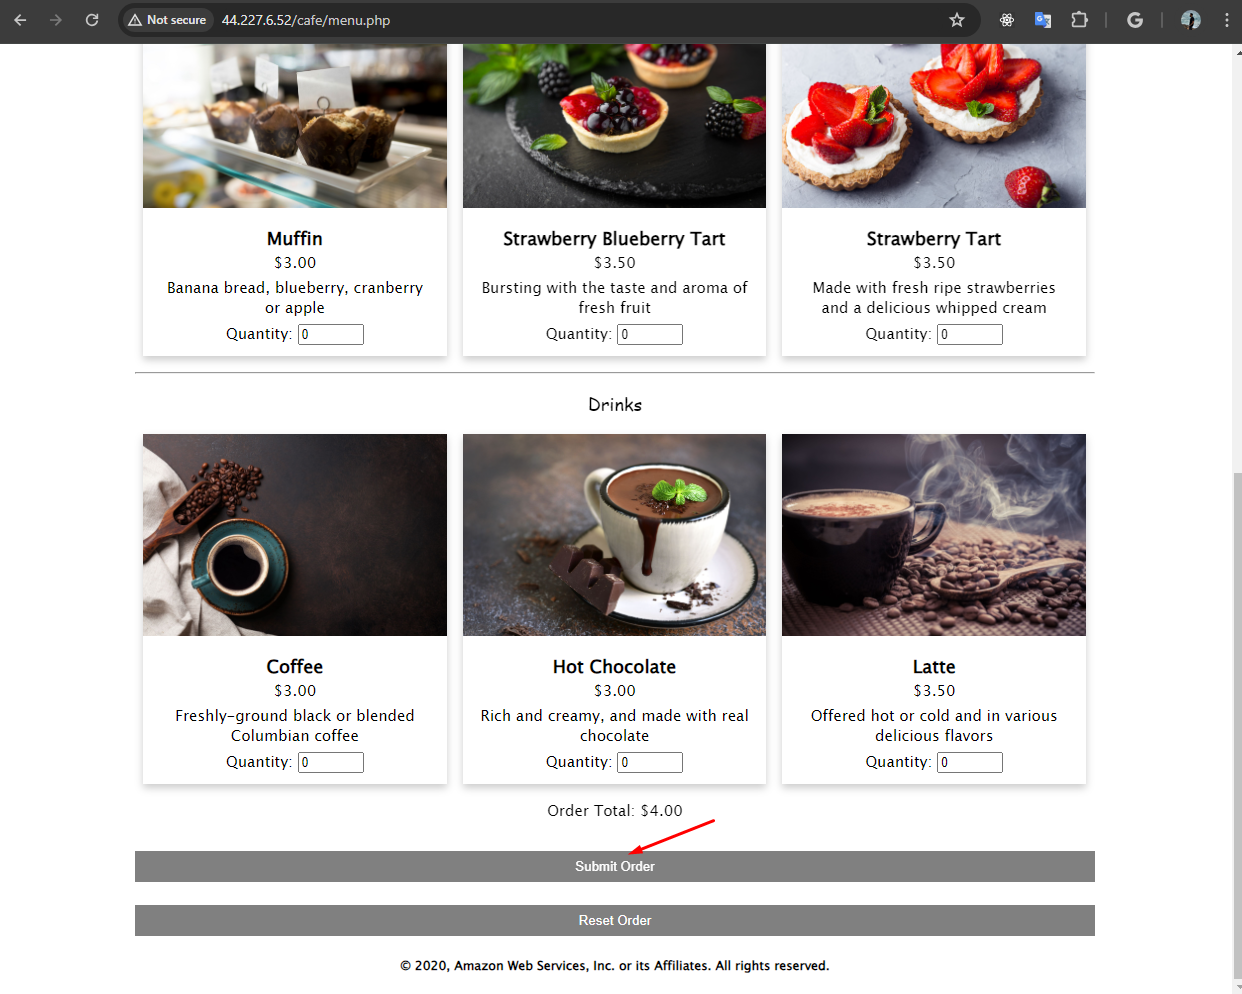 Not secure
44.227.6.52/cafe/menu.php
Muffin
$3.00
Banana bread, blueberry, cranberry
or apple
Quantity: 0
Strawberry Blueberry Tart
$3.50
Bursting with the taste and aroma of
fresh fruit
Quantity: 0
Strawberry Tart
$3.50
Made with fresh ripe strawberries
and a delicious whipped cream
Quantity: 0
Drinks
Coffee
$3.00
Freshly-ground black or blended
Columbian coffee
Quantity: 0
Hot Chocolate
$3.00
Rich and creamy, and made with real
chocolate
Quantity: 0
Latte
$3.50
Offered hot or cold and in various
delicious flavors
Quantity: 0
Order Total: $4.00
Submit Order
Reset Order
© 2020, Amazon Web Services, Inc. or its Affiliates. All rights reserved.